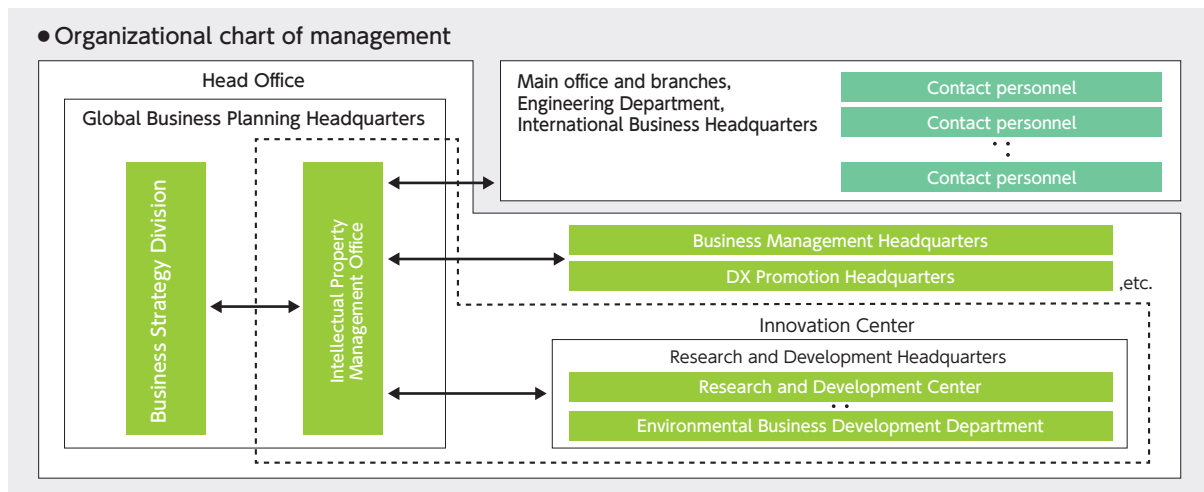 ● Organizational chart of management
Head Office
Global Business Planning Headquarters
Business Strategy Division
Intellectual Property
Management Office
Main office and branches,
Engineering Department,
International Business Headquarters
Contact personnel
Contact personnel
Contact personnel
Business Management Headquarters
DX Promotion Headquarters
,etc.
Innovation Center
Research and Development Headquarters
Research and Development Center
Environmental Business Development Department